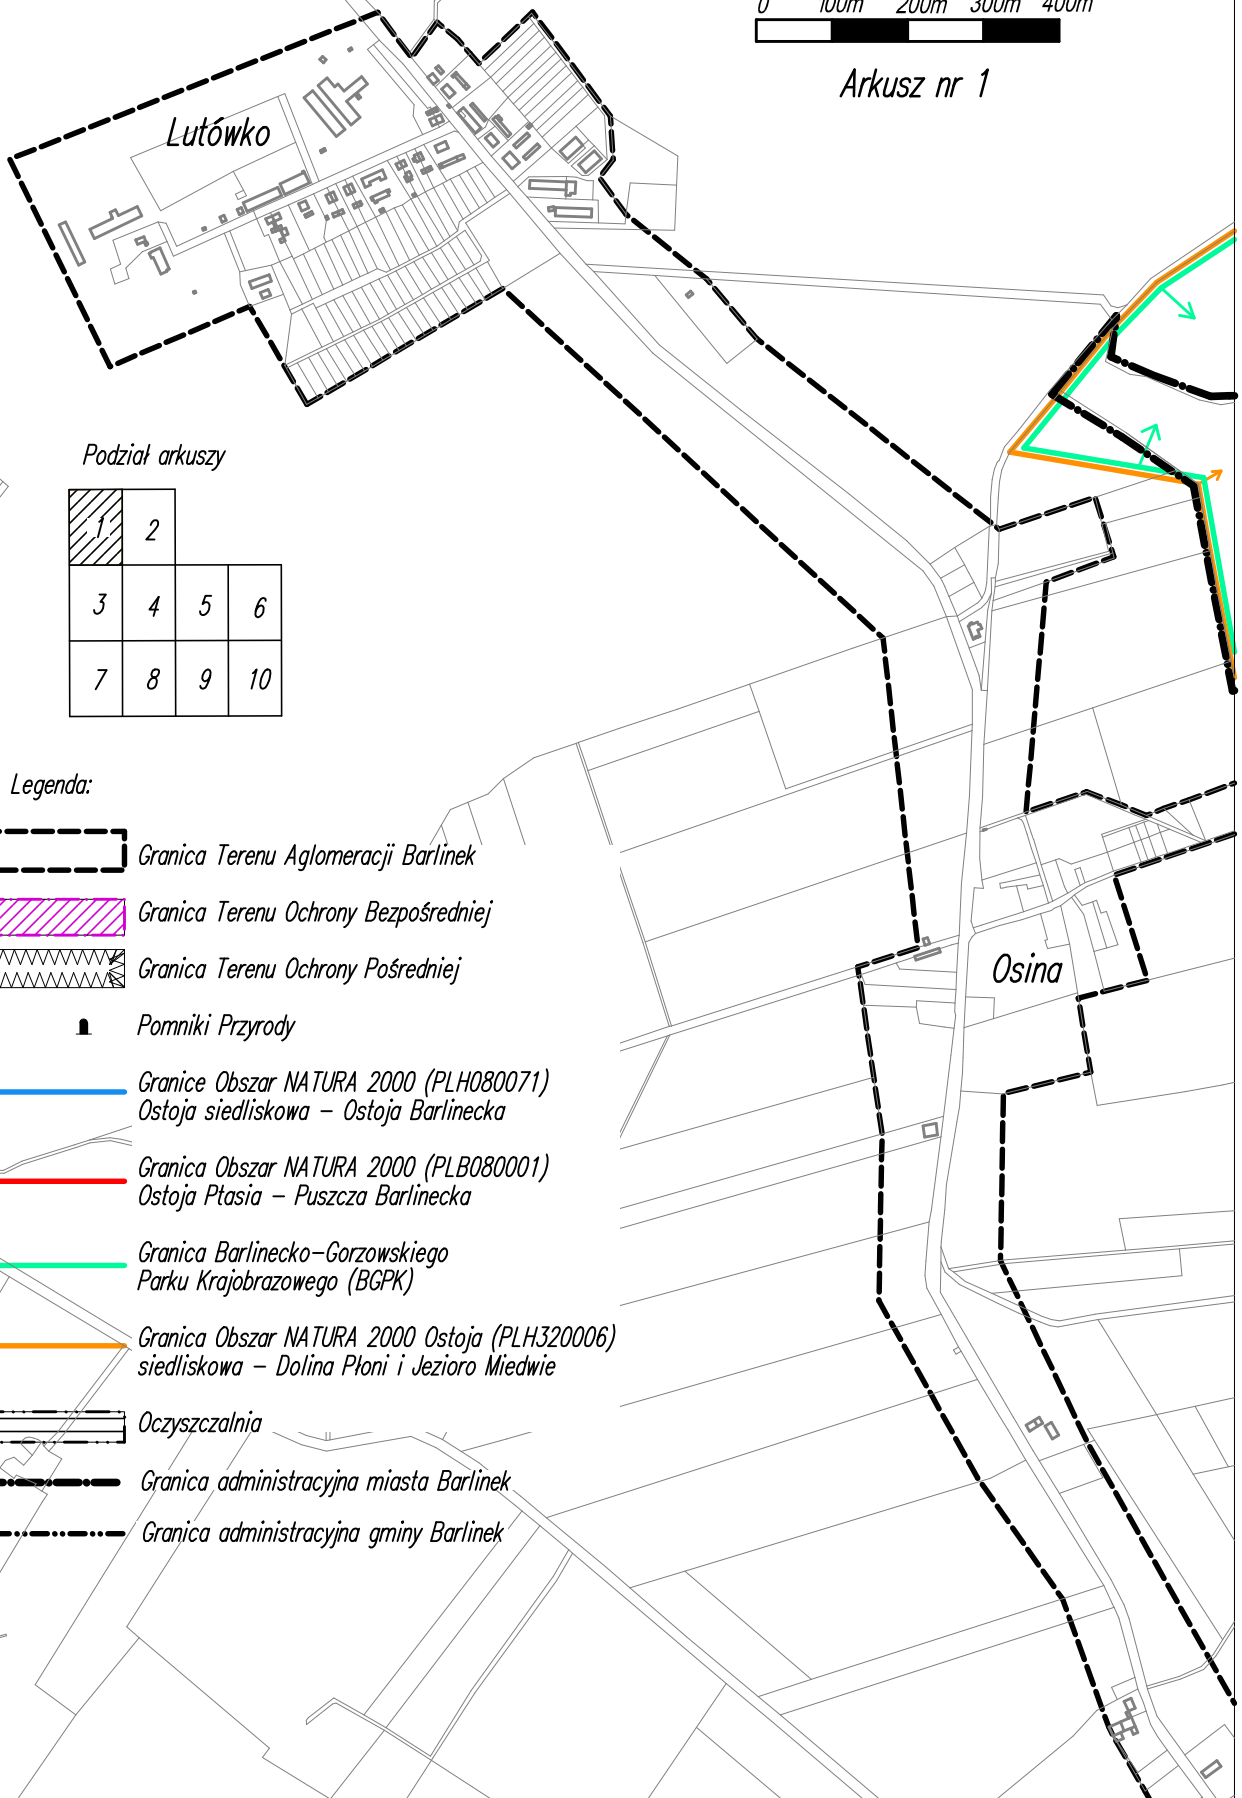 0 100m 200m 300m 400m
Arkusz nr 1
Lutówko
Podział arkuszy
1 2
3 4 5 6
7 8 9 10
Legenda:
Granica Terenu Aglomeracji Barlinek
Granica Terenu Ochrony Bezpośredniej
Granica Terenu Ochrony Pośredniej
Pomniki Przyrody
Granice Obszar NATURA 2000 (PLH080071)
Ostoja siedliskowa – Ostoja Barlinecka
Granica Obszar NATURA 2000 (PLB080001)
Ostoja Ptasia – Puszcza Barlinecka
Granica Barlinecko–Gorzowskiego
Parku Krajobrazowego (BGPK)
Granica Obszar NATURA 2000 Ostoja (PLH320006)
siedliskowa – Dolina Płoni i Jezioro Miedwie
Oczyszczalnia
Granica administracyjna miasta Barlinek
Granica administracyjna gminy Barlinek
Osina